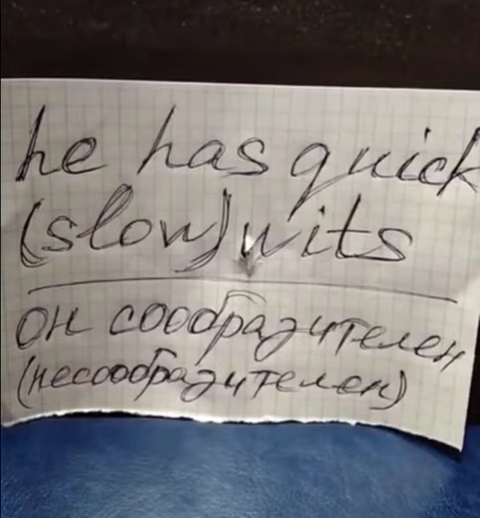 he has quick
(slow) wits
он сообразителен
(несообразителен)